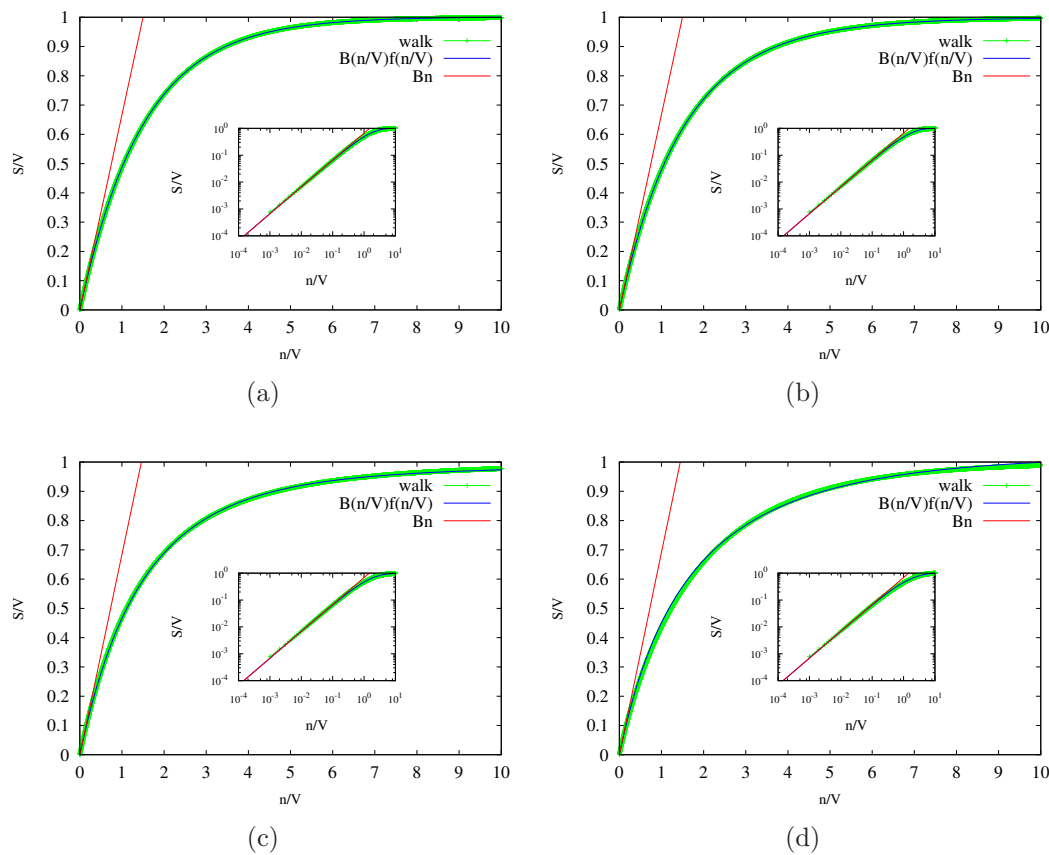 1
0.9
0.8
0.7
0.6
0.5
0.4
0.3
0.2
0.1
0
S/V
0 1 2 3 4 5 6 7 8 9 10
n/V
walk
B(n/V)f(n/V)
Bn
10^0
10^-1
10^-2
10^-3
10^-4
S/V
10^-4 10^-3 10^-2 10^-1 10^0 10^1
n/V
(a)
1
0.9
0.8
0.7
0.6
0.5
0.4
0.3
0.2
0.1
0
S/V
0 1 2 3 4 5 6 7 8 9 10
n/V
walk
B(n/V)f(n/V)
Bn
10^0
10^-1
10^-2
10^-3
10^-4
S/V
10^-4 10^-3 10^-2 10^-1 10^0 10^1
n/V
(b)
1
0.9
0.8
0.7
0.6
0.5
0.4
0.3
0.2
0.1
0
S/V
0 1 2 3 4 5 6 7 8 9 10
n/V
walk
B(n/V)f(n/V)
Bn
10^0
10^-1
10^-2
10^-3
10^-4
S/V
10^-4 10^-3 10^-2 10^-1 10^0 10^1
n/V
(c)
1
0.9
0.8
0.7
0.6
0.5
0.4
0.3
0.2
0.1
0
S/V
0 1 2 3 4 5 6 7 8 9 10
n/V
walk
B(n/V)f(n/V)
Bn
10^0
10^-1
10^-2
10^-3
10^-4
S/V
10^-4 10^-3 10^-2 10^-1 10^0 10^1
n/V
(d)